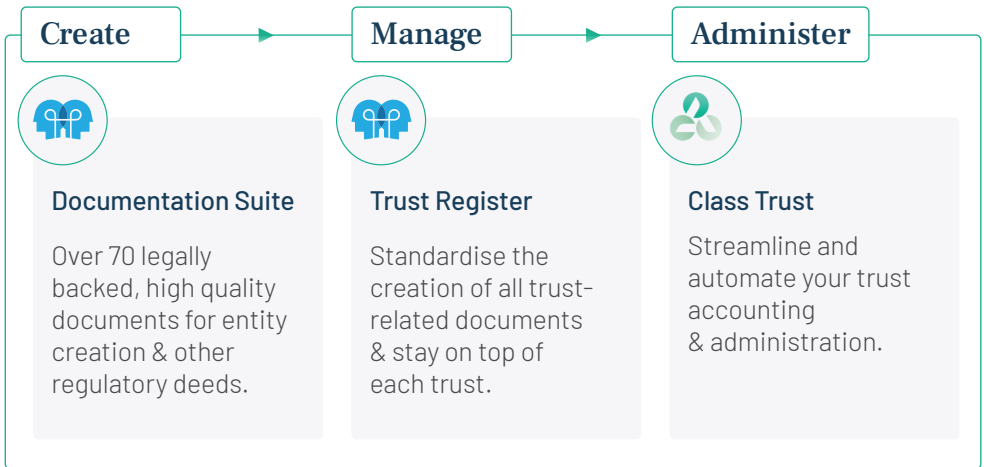 Create
Manage
Administer
Documentation Suite
Over 70 legally
backed, high quality
documents for entity
creation & other
regulatory deeds.
Trust Register
Standardise the
creation of all trust-
related documents
& stay on top of
each trust.
Class Trust
Streamline and
automate your trust
accounting
& administration.